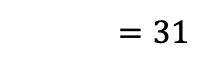 = 31